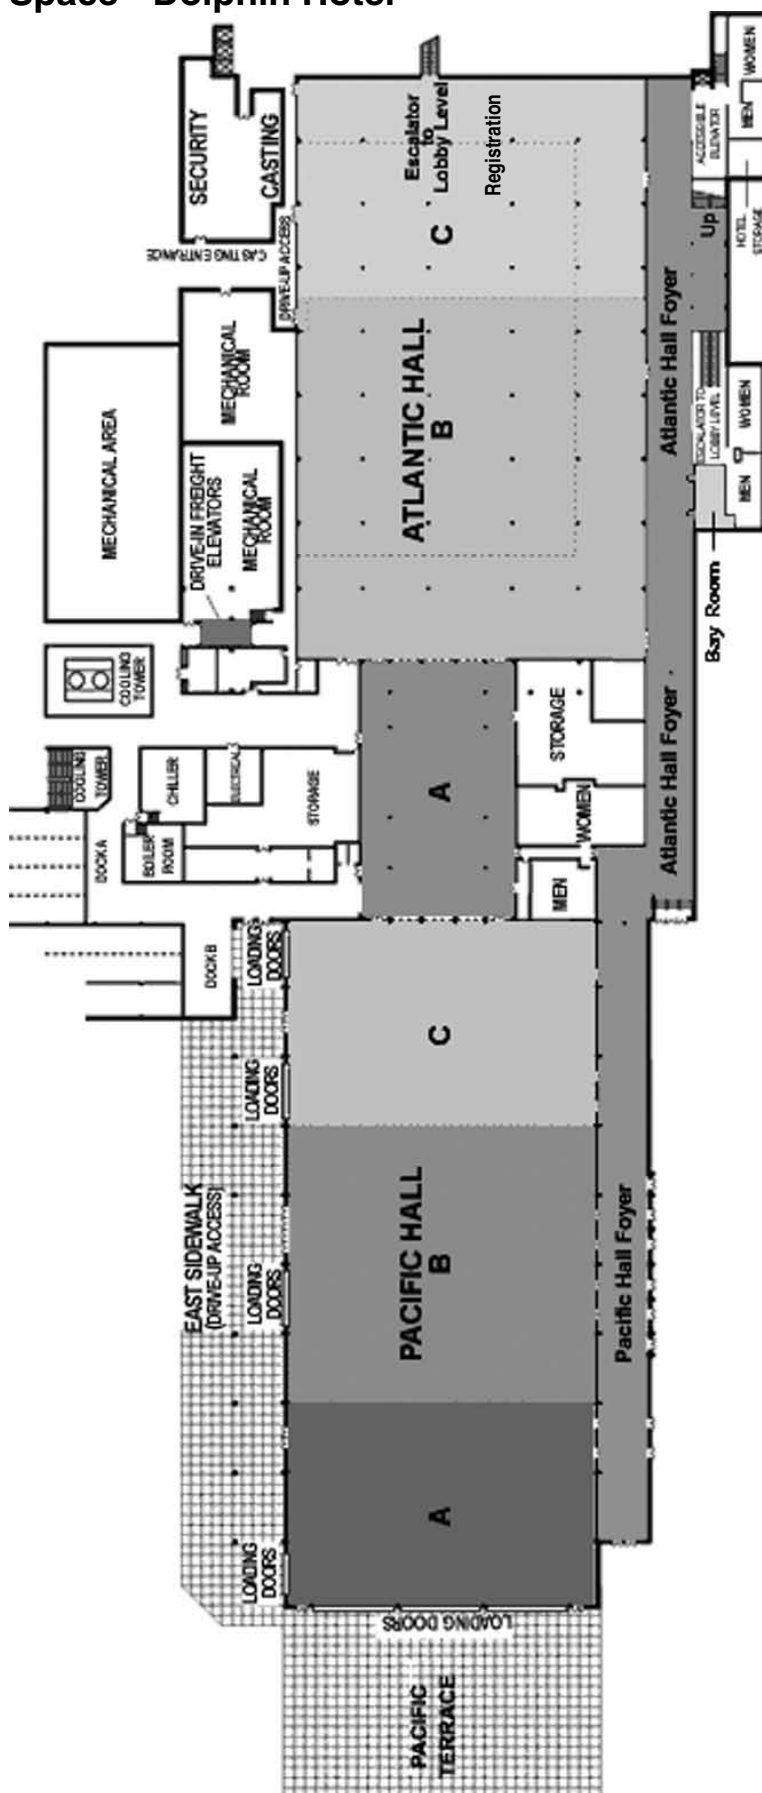 Space - Dolphin Hotel
WOMEN
MEN
ACCESSIBLE
ELEVATOR
Escalator
to
Lobby Level
Registration
SECURITY
CASTING
CASTING ENTRANCE
DRIVE-UP ACCESS
C
Up
HOTEL
STORAGE
Atlantic Hall Foyer
MECHANICAL
ROOM
ATLANTIC HALL
B
MECHANICAL AREA
ESCALATOR TO
LOBBY LEVEL
WOMEN
MEN
DRIVE-IN FREIGHT
ELEVATORS
MECHANICAL
ROOM
Bay Room
COOLING
TOWER
STORAGE
Atlantic Hall Foyer
COOLING
TOWER
CHILLER
ELECTRICAL
STORAGE
A
WOMEN
DOCK A
BOILER
ROOM
MEN
DOCK B
LOADING
DOORS
C
LOADING
DOORS
EAST SIDEWALK
(DRIVE-UP ACCESS)
LOADING
DOORS
PACIFIC HALL
B
Pacific Hall Foyer
A
LOADING
DOORS
LOADING DOORS
PACIFIC
TERRACE